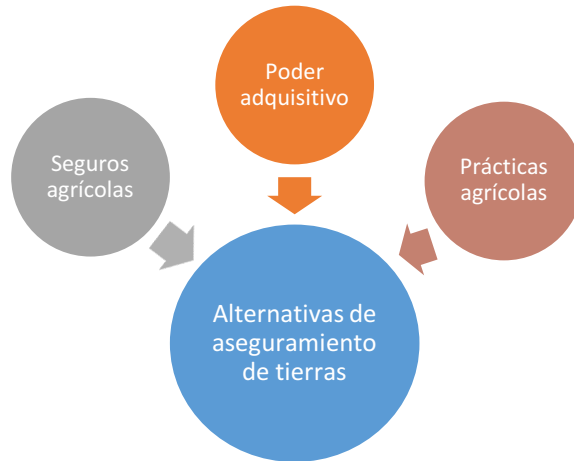 Poder
adquisitivo
Seguros
agrícolas
Prácticas
agrícolas
Alternativas de
aseguramiento
de tierras